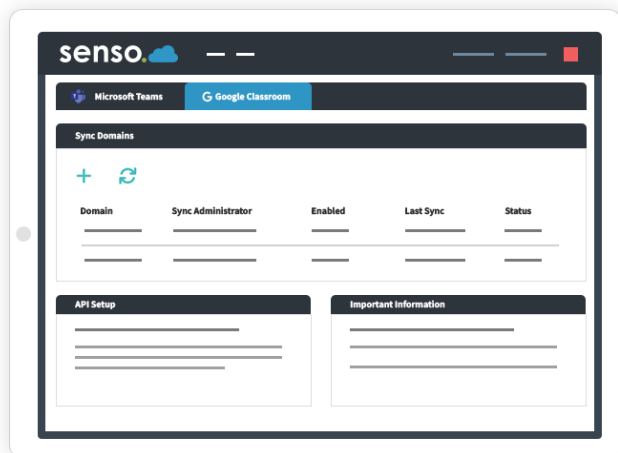 senso.
Microsoft Teams
Google Classroom
Sync Domains
Domain Sync Administrator Enabled Last Sync Status
API Setup
Important Information